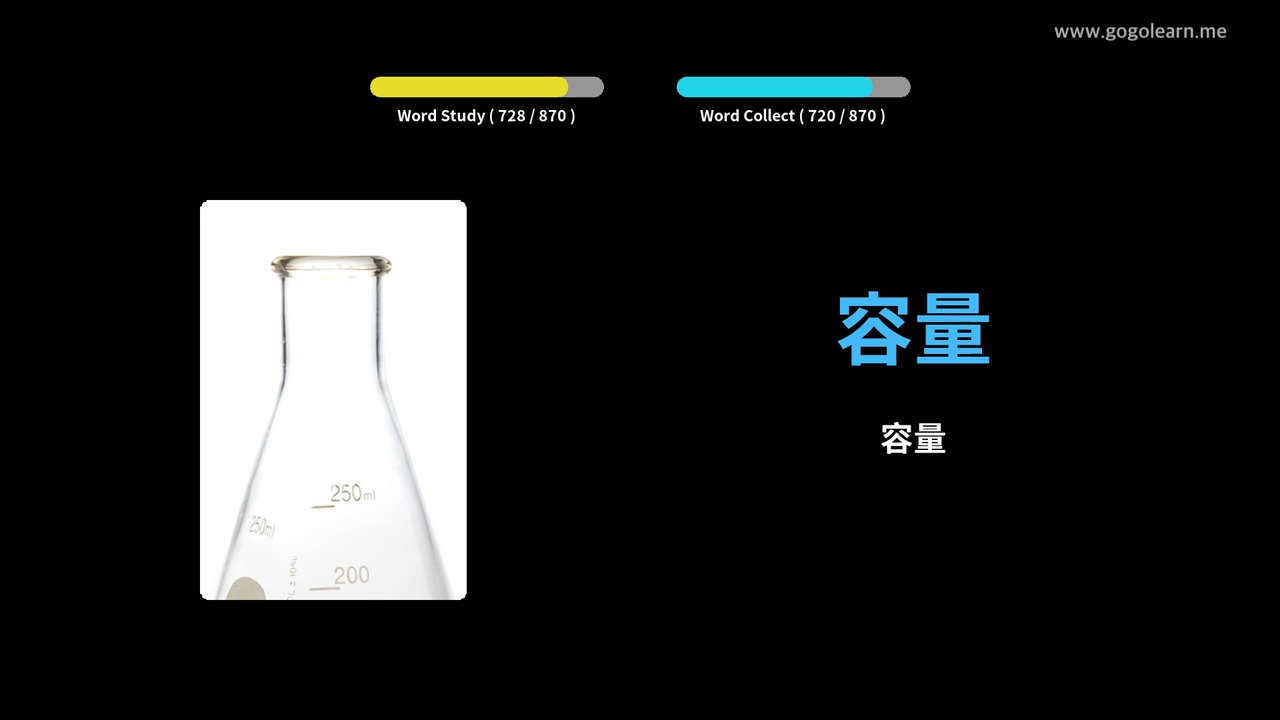 www.gogolearn.me
Word Study ( 728 / 870 )
Word Collect ( 720 / 870 )
容量
容量
250ml
250ml
200